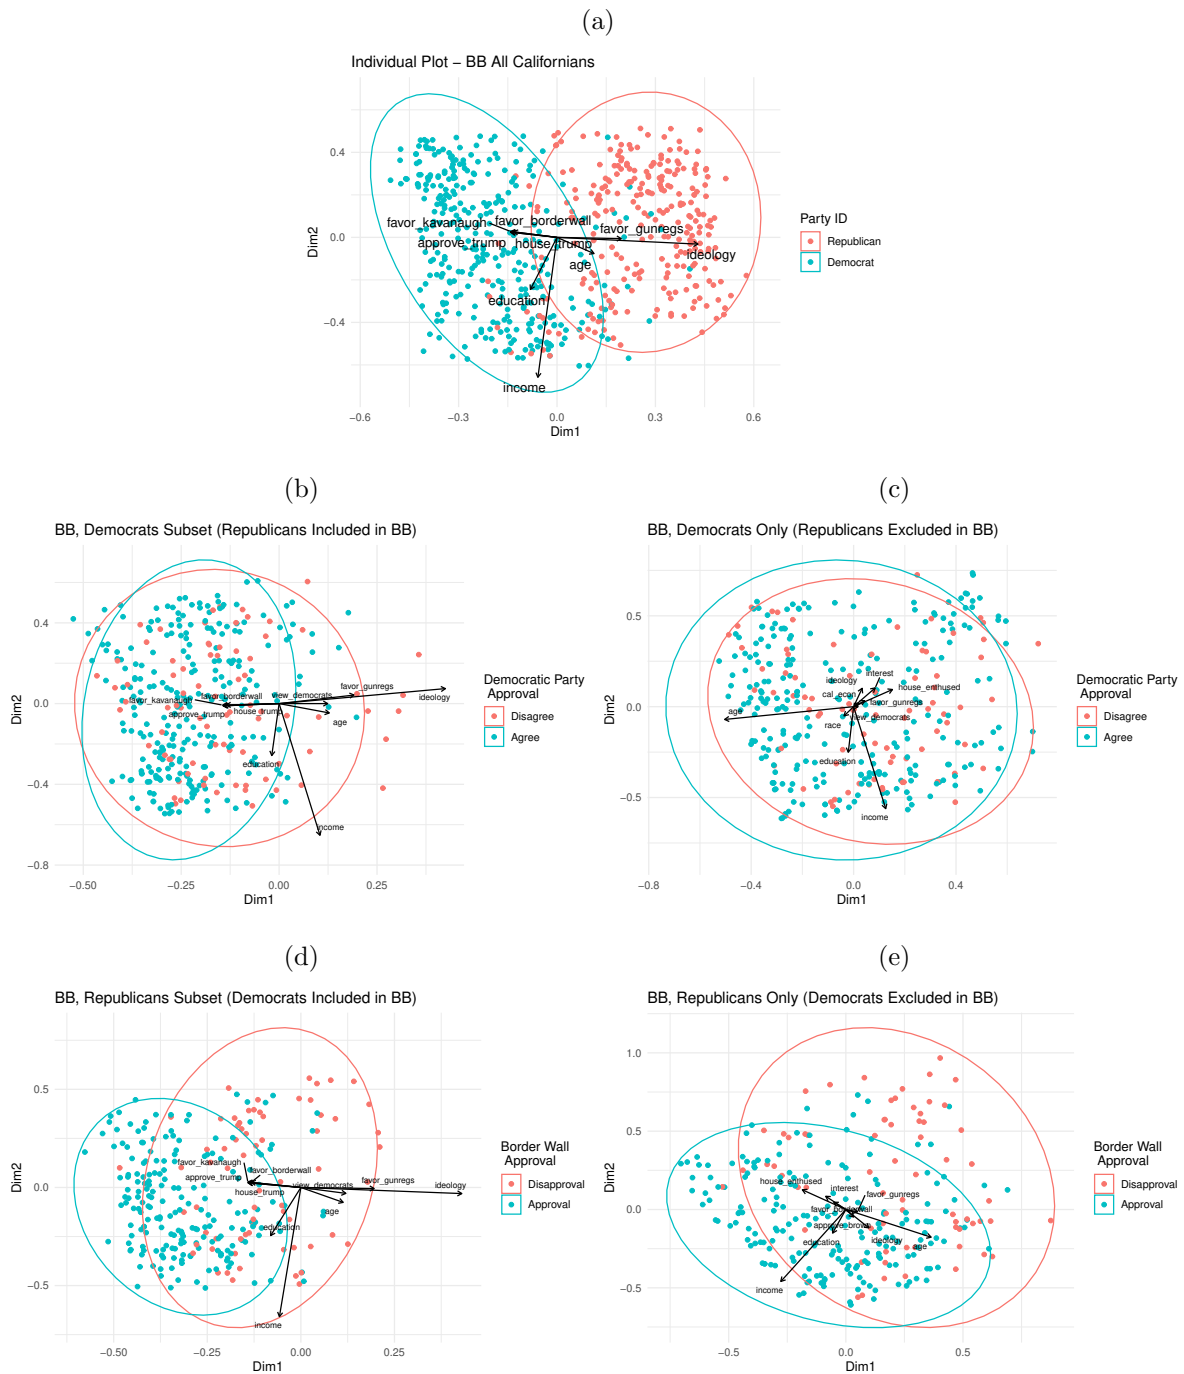 (a)
Individual Plot – BB All Californians
0.4
0.0
−0.4
Dim2
favor_kavanaugh
favor_borderwall
approve_trump
house_trump
favor_gunregs
ideology
age
education
income
−0.6
−0.3
0.0
0.3
0.6
Dim1
Party ID
Republican
Democrat
(b)
BB, Democrats Subset (Republicans Included in BB)
0.4
0.0
−0.4
−0.8
Dim2
favor_kavanaugh
favor_borderwall
approve_trump
house_trump
view_democrats
favor_gunregs
ideology
age
education
income
−0.50
−0.25
0.00
0.25
Dim1
Democratic Party
Approval
Disagree
Agree
(c)
BB, Democrats Only (Republicans Excluded in BB)
0.5
0.0
−0.5
Dim2
interest
ideology
house_enthused
cal_econ
favor_gunregs
age
view_democrats
race
education
income
−0.8
−0.4
0.0
0.4
Dim1
Democratic Party
Approval
Disagree
Agree
(d)
BB, Republicans Subset (Democrats Included in BB)
0.5
0.0
−0.5
Dim2
favor_kavanaugh
favor_borderwall
approve_trump
house_trump
view_democrats
favor_gunregs
ideology
age
education
income
−0.50
−0.25
0.00
0.25
Dim1
Border Wall
Approval
Disapproval
Approval
(e)
BB, Republicans Only (Democrats Excluded in BB)
1.0
0.5
0.0
−0.5
Dim2
house_enthused
interest
favor_gunregs
favor_borderwall
approve_brown
education
ideology
age
income
−0.5
0.0
0.5
Dim1
Border Wall
Approval
Disapproval
Approval